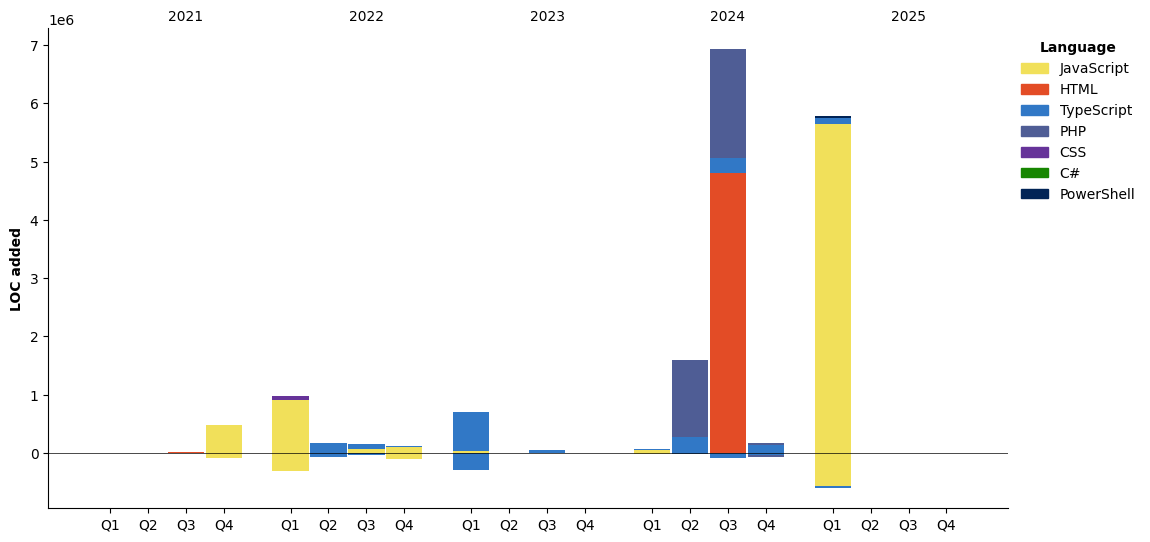 1e6
2021 2022 2023 2024 2025
7
6
5
4
3
2
1
0
LOC added
Q1 Q2 Q3 Q4 Q1 Q2 Q3 Q4 Q1 Q2 Q3 Q4 Q1 Q2 Q3 Q4 Q1 Q2 Q3 Q4
Language
JavaScript
HTML
TypeScript
PHP
CSS
C#
PowerShell